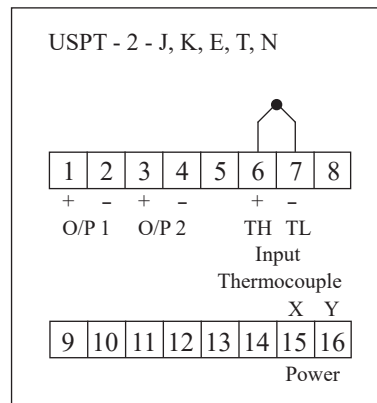 USPT - 2 - J, K, E, T, N
1 2 3 4 5 6 7 8
+ – + – + –
O/P 1 O/P 2 TH TL
Input
Thermocouple
X Y
9 10 11 12 13 14 15 16
Power